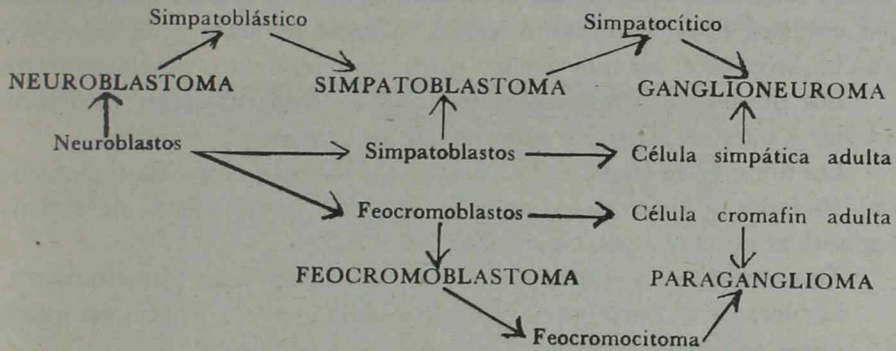 Simpatoblástico Simpatocítico
NEUROBLASTOMA SIMPATOBLASTOMA GANGLIONEUROMA
Neuroblastos Simpatoblastos Célula simpática adulta
Feocromoblastos Célula cromafin adulta
FEOCROMOBLASTOMA PARAGANGLIOMA
Feocromocitoma